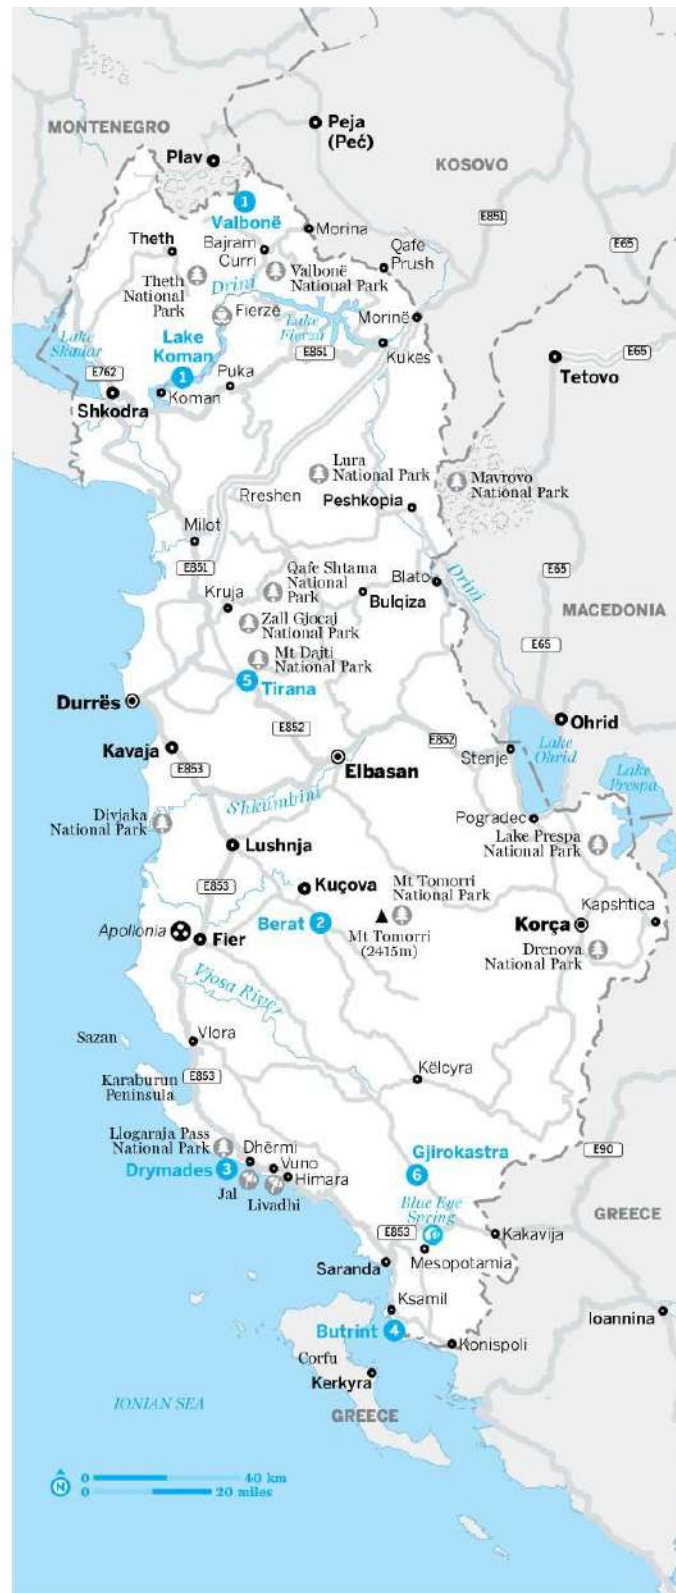 MONTENEGRO
Peja
(Peć)
Plav
KOSOVO
E851
1
Valbonë
Morina
E65
Theth
Bajram
Curri
Qafë
Prush
Valbonë
National Park
Theth
National
Park
Drini
Fierzë
Lake
Fierza
Morinë
Lake
Skadar
Lake
Koman
E851
Kukës
E65
Tetovo
E762
1
Puka
Koman
Shkodra
Lura
National Park
Mavrovo
National Park
Rreshen
Peshkopia
Milot
E851
Qafe Shtama
National
Park
Blato
Drini
E65
Kruja
Bulqiza
Zall Gjocaj
National Park
MACEDONIA
Mt Dajti
National Park
E65
5
Tirana
Durrës
Ohrid
E852
E852
Kavaja
Stenje
Lake
Ohrid
Elbasan
E853
Lake
Prespa
Shkumbini
Divjaka
National Park
Pogradec
Lushnja
Lake Prespa
National Park
E853
Kuçova
Mt Tomorri
National Park
Kapshtica
Berat
2
Korça
Apollonia
Mt Tomorri
(2415m)
Fier
Drenova
National Park
Vjosa River
Sazan
Vlora
Karaburun
Peninsula
E853
Këlcyra
Llogaraja Pass
National Park
Dhërmi
Gjirokastra
E90
Drymades
3
Vuno
6
Himara
Jal
Livadhi
Blue Eye
Spring
GREECE
E853
Kakavija
Mesopotamia
Saranda
Ksamil
Ioannina
Butrint
4
Konispoli
Corfu
Kerkyra
IONIAN SEA
GREECE
N
0
40 km
0
20 miles